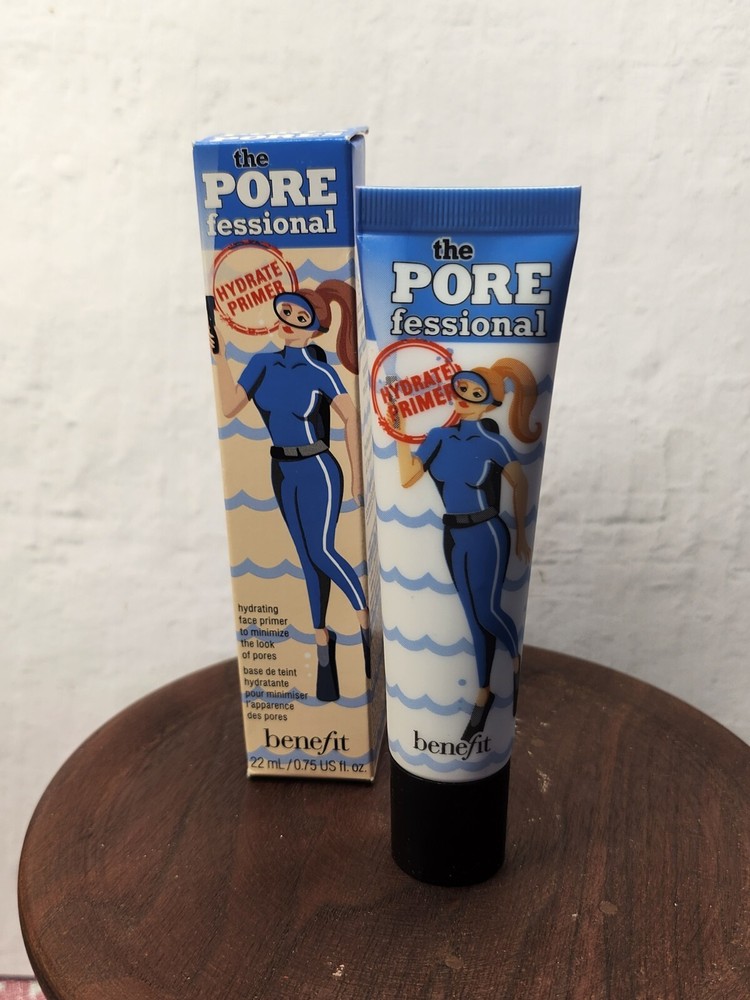 the
PORE
fessional
HYDRATE
PRIMER
hydrating
face primer
to minimize
the look
of pores
base de teint
hydratante
pour minimiser
l'apparence
des pores
benefit
22 mL / 0.75 US fl. oz.
the
PORE
fessional
HYDRATE
PRIMER
benefit